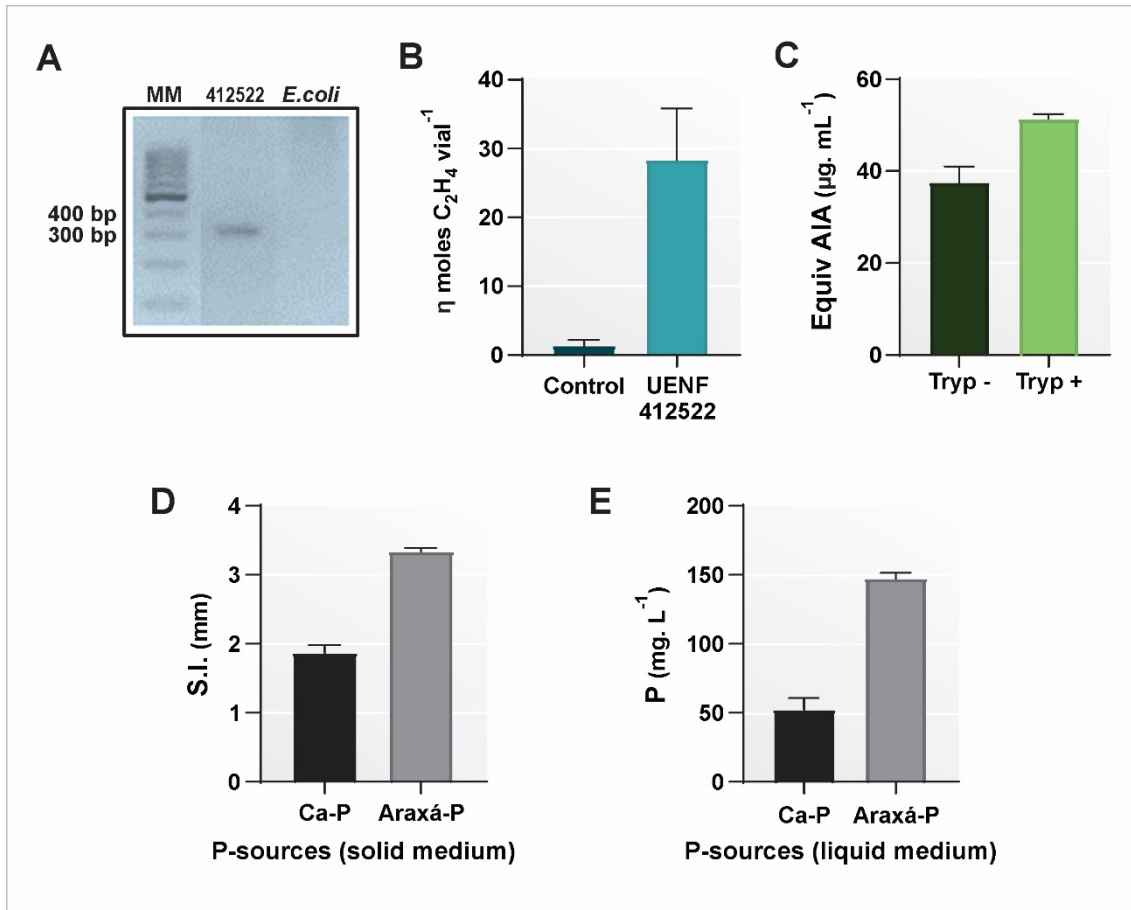 A
MM 412522 E.coli
400 bp
300 bp
B
η moles C₂H₄ vial⁻¹
40
30
20
10
0
Control UENF
412522
C
Equiv AIA (µg. mL⁻¹)
60
40
20
0
Tryp - Tryp +
D
S.I. (mm)
4
3
2
1
0
Ca-P Araxá-P
P-sources (solid medium)
E
P (mg. L⁻¹)
200
150
100
50
0
Ca-P Araxá-P
P-sources (liquid medium)